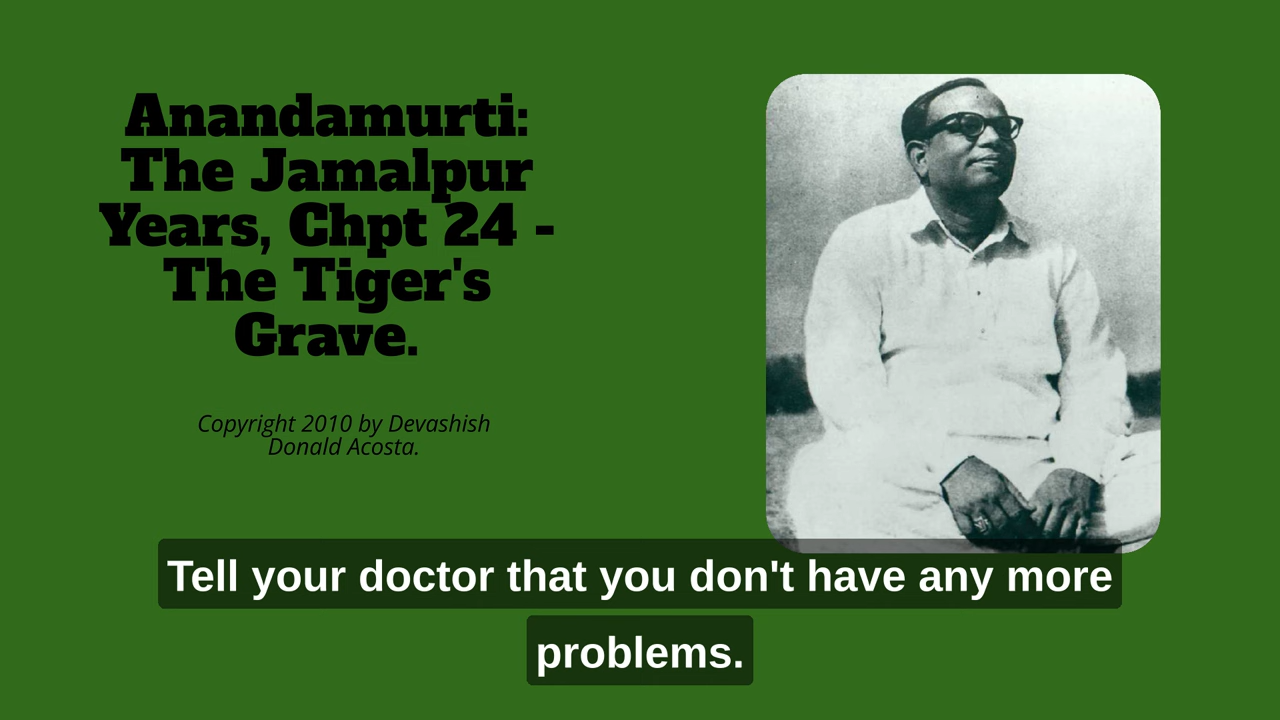 Anandamurti:
The Jamalpur
Years, Chpt 24 -
The Tiger's
Grave.
Copyright 2010 by Devashish
Donald Acosta.
Tell your doctor that you don't have any more
problems.